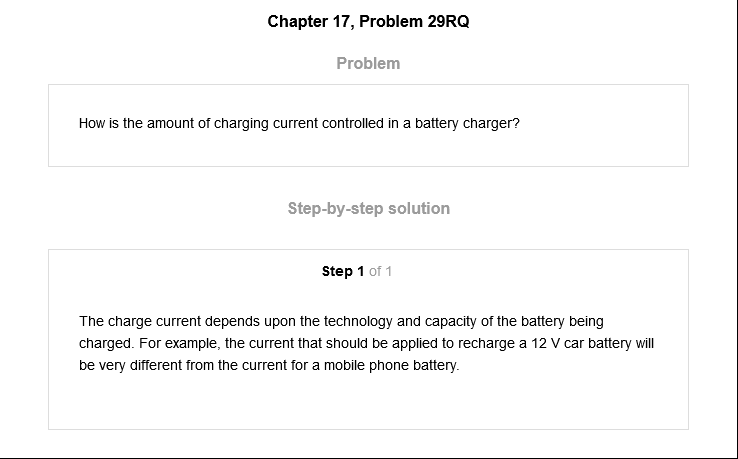 Chapter 17, Problem 29RQ
Problem
How is the amount of charging current controlled in a battery charger?
Step-by-step solution
Step 1 of 1
The charge current depends upon the technology and capacity of the battery being
charged. For example, the current that should be applied to recharge a 12 V car battery will
be very different from the current for a mobile phone battery.